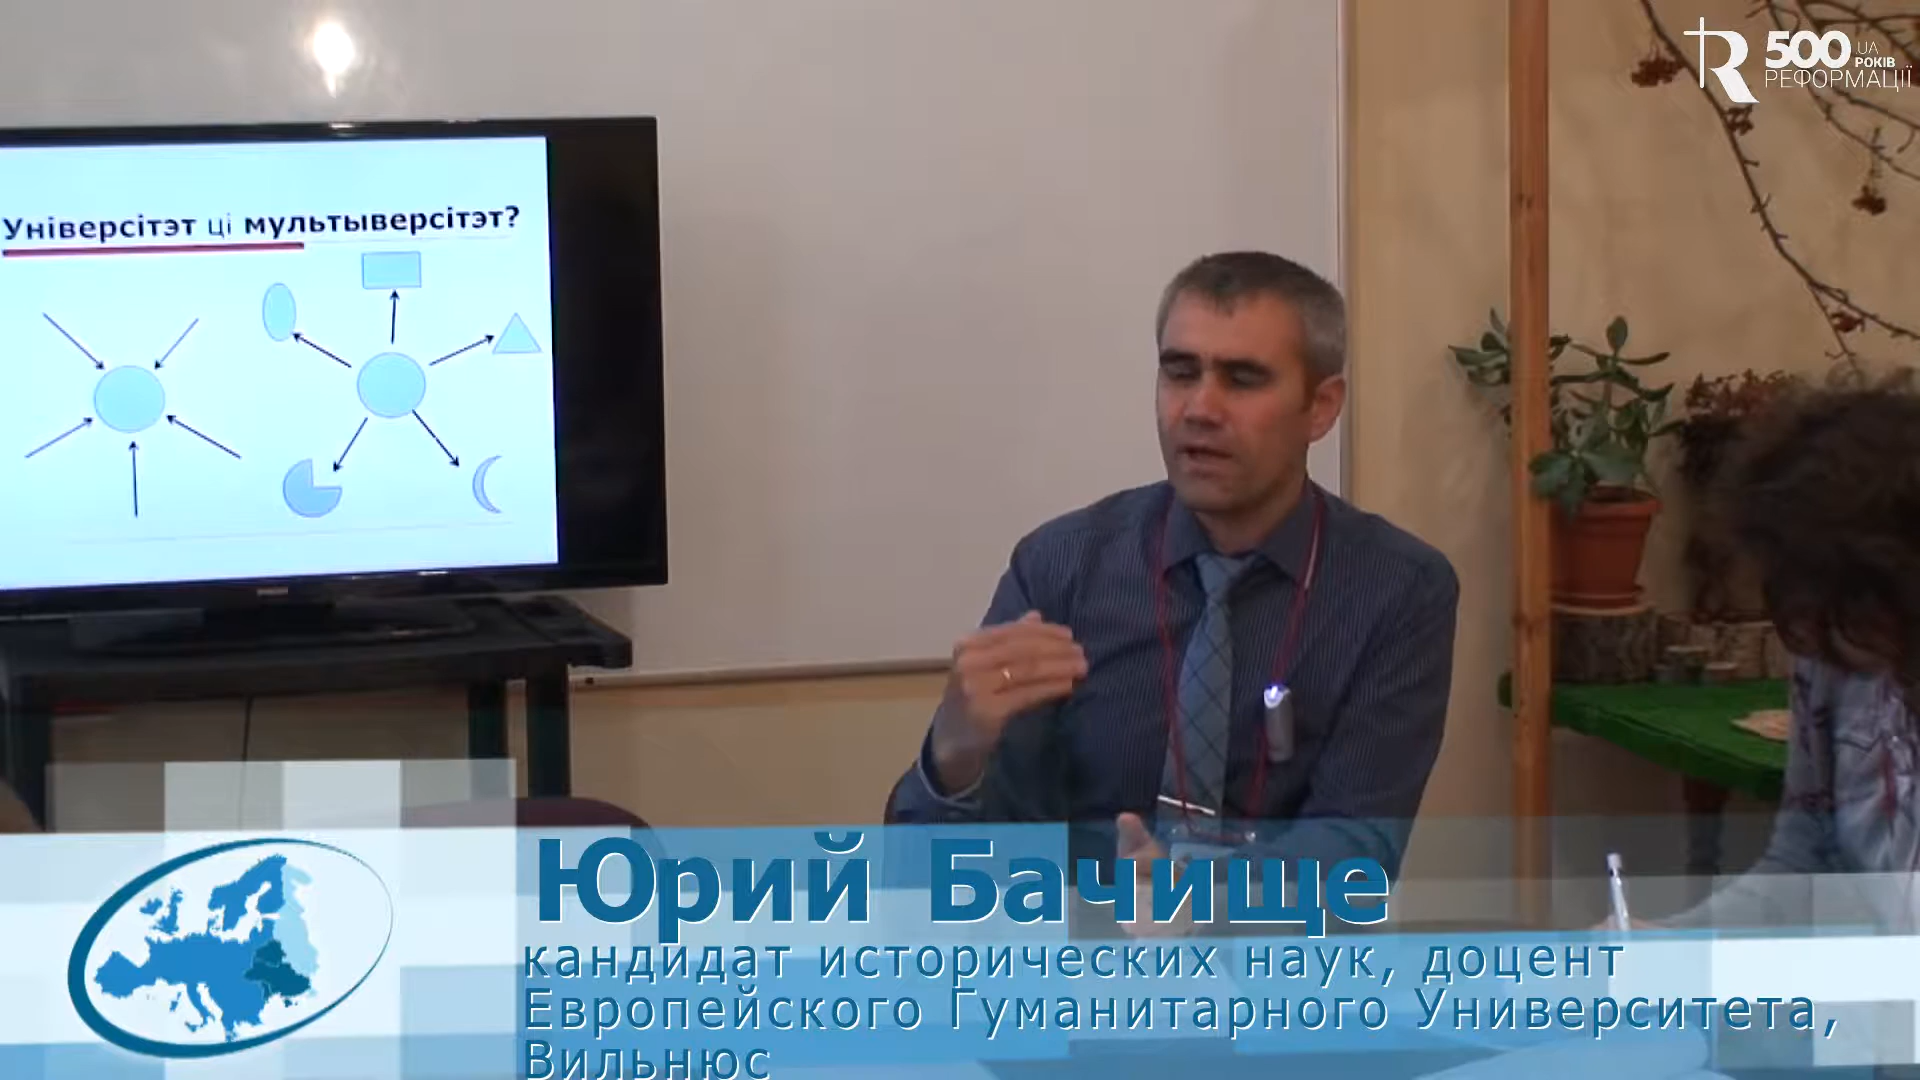 500 .UA
РОКІВ
РЕФОРМАЦІЇ
Універсітэт ці мультыверсітэт?
Юрий Бачище
кандидат исторических наук, доцент
Европейского Гуманитарного Университета,
Вильнюс